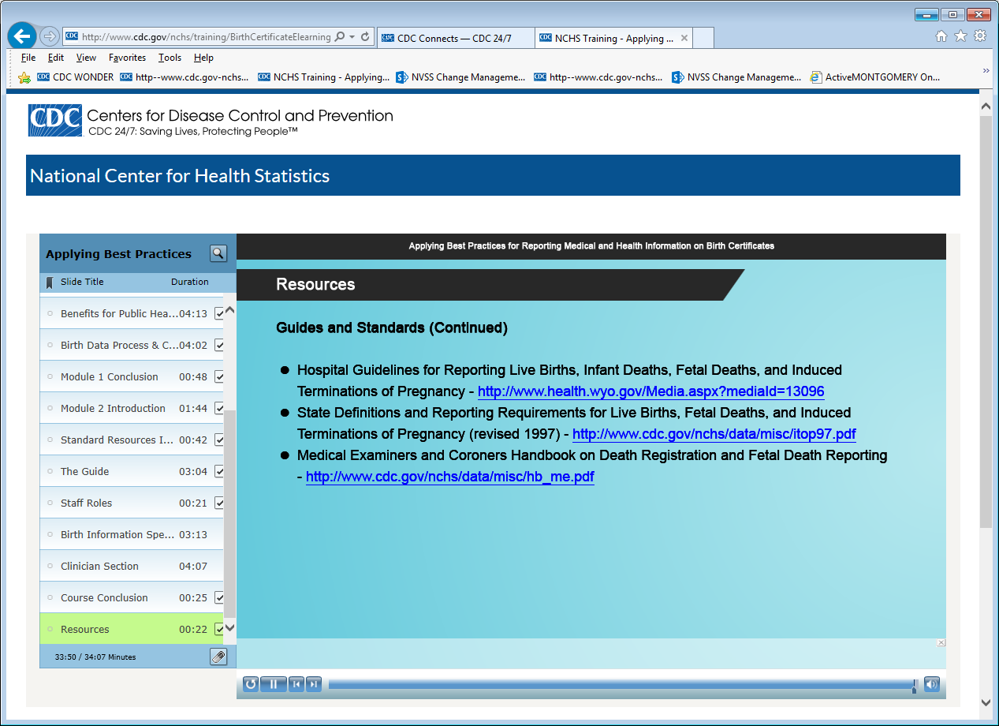 http://www.cdc.gov/nchs/training/BirthCertificateElearning
CDC Connects — CDC 24/7
NCHS Training - Applying ...
File Edit View Favorites Tools Help
CDC WONDER
http--www.cdc.gov-nchs...
NCHS Training - Applying...
NVSS Change Manageme...
http--www.cdc.gov-nchs...
NVSS Change Manageme...
ActiveMONTGOMERY On...
CDC Centers for Disease Control and Prevention
CDC 24/7: Saving Lives, Protecting People™
National Center for Health Statistics
Applying Best Practices
Slide Title Duration
Benefits for Public Hea... 04:13
Birth Data Process & C... 04:02
Module 1 Conclusion 00:48
Module 2 Introduction 01:44
Standard Resources I... 00:42
The Guide 03:04
Staff Roles 00:21
Birth Information Spe... 03:13
Clinician Section 04:07
Course Conclusion 00:25
Resources 00:22
33:50 / 34:07 Minutes
Applying Best Practices for Reporting Medical and Health Information on Birth Certificates
Resources
Guides and Standards (Continued)
● Hospital Guidelines for Reporting Live Births, Infant Deaths, Fetal Deaths, and Induced
Terminations of Pregnancy - http://www.health.wyo.gov/Media.aspx?mediaId=13096
● State Definitions and Reporting Requirements for Live Births, Fetal Deaths, and Induced
Terminations of Pregnancy (revised 1997) - http://www.cdc.gov/nchs/data/misc/itop97.pdf
● Medical Examiners and Coroners Handbook on Death Registration and Fetal Death Reporting
- http://www.cdc.gov/nchs/data/misc/hb_me.pdf